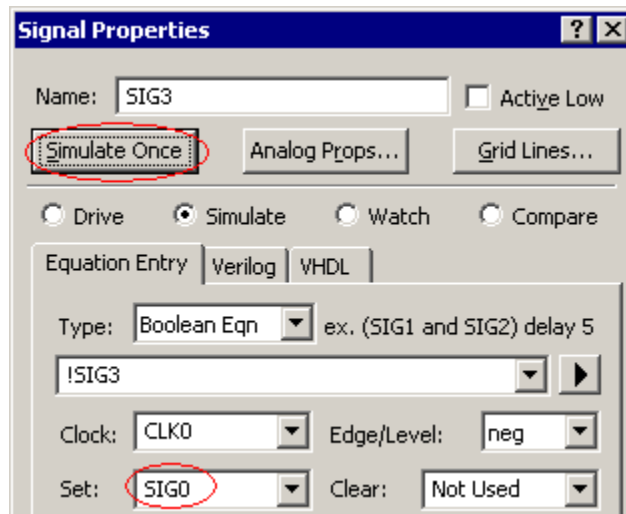 Signal Properties
Name: SIG3 Active Low
Simulate Once Analog Props... Grid Lines...
Drive Simulate Watch Compare
Equation Entry Verilog VHDL
Type: Boolean Eqn ex. (SIG1 and SIG2) delay 5
!SIG3
Clock: CLK0 Edge/Level: neg
Set: SIG0 Clear: Not Used